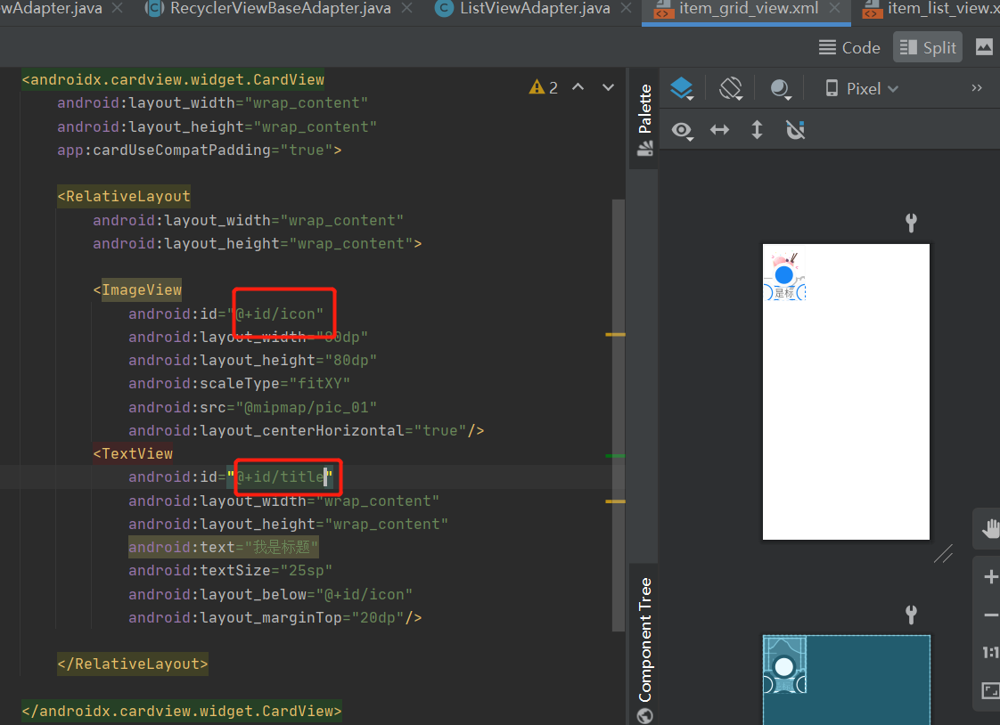 wAdapter.java
RecyclerViewBaseAdapter.java
ListViewAdapter.java
item_grid_view.xml
item_list_view.x
Code
Split
<androidx.cardview.widget.CardView
2
Palette
Pixel
android:layout_width="wrap_content"
android:layout_height="wrap_content"
app:cardUseCompatPadding="true">
<RelativeLayout
android:layout_width="wrap_content"
android:layout_height="wrap_content">
<ImageView
android:id="@+id/icon"
android:layout_width="80dp"
android:layout_height="80dp"
android:scaleType="fitXY"
android:src="@mipmap/pic_01"
android:layout_centerHorizontal="true"/>
<TextView
android:id="@+id/title"
android:layout_width="wrap_content"
android:layout_height="wrap_content"
android:text="我是标题"
android:textSize="25sp"
android:layout_below="@+id/icon"
android:layout_marginTop="20dp"/>
</RelativeLayout>
</androidx.cardview.widget.CardView>
是标
Component Tree
1:1